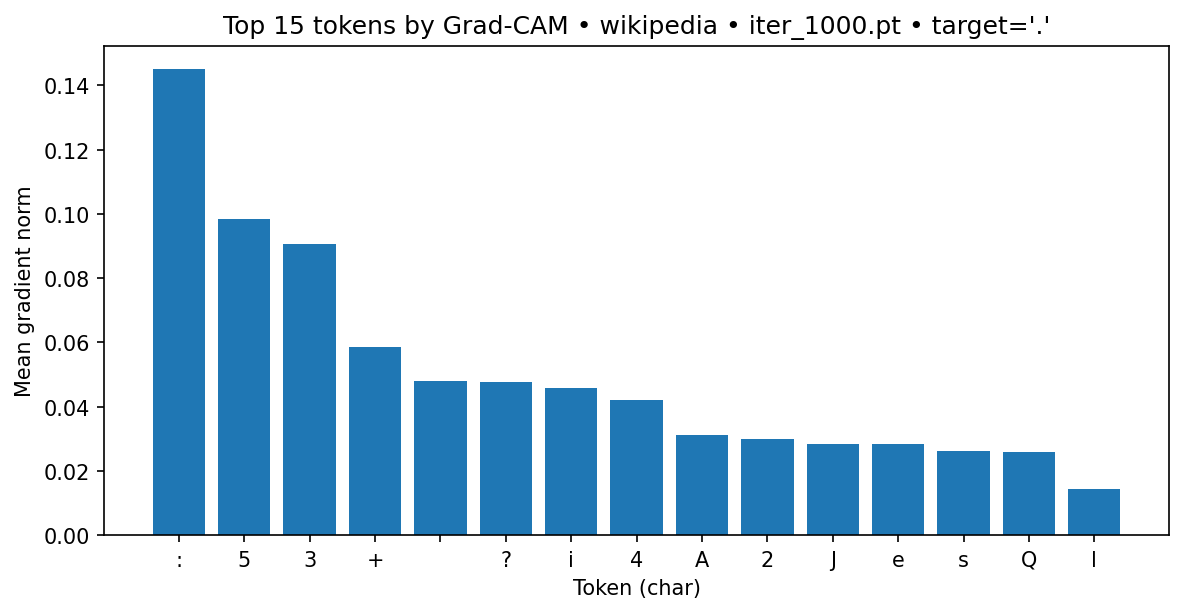 Top 15 tokens by Grad-CAM • wikipedia • iter_1000.pt • target='.'
Mean gradient norm
0.14
0.12
0.10
0.08
0.06
0.04
0.02
0.00
: 5 3 + ? i 4 A 2 J e s Q l
Token (char)